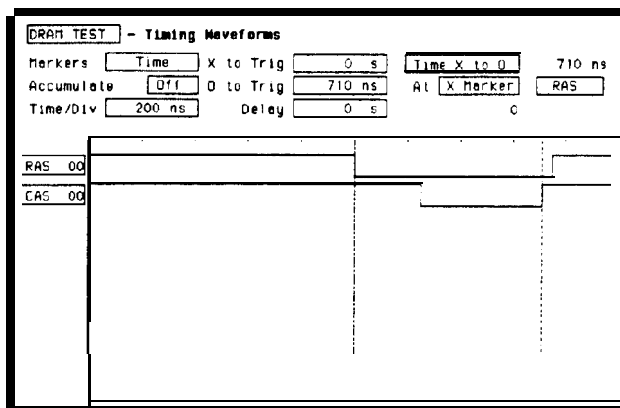 DRAM TEST - Timing Waveforms
Markers Time X to Trig 0 s Time X to O 710 ns
Accumulate Off O to Trig 710 ns At X Marker RAS
Time/Div 200 ns Delay 0 s 0
RAS 00
CAS 00